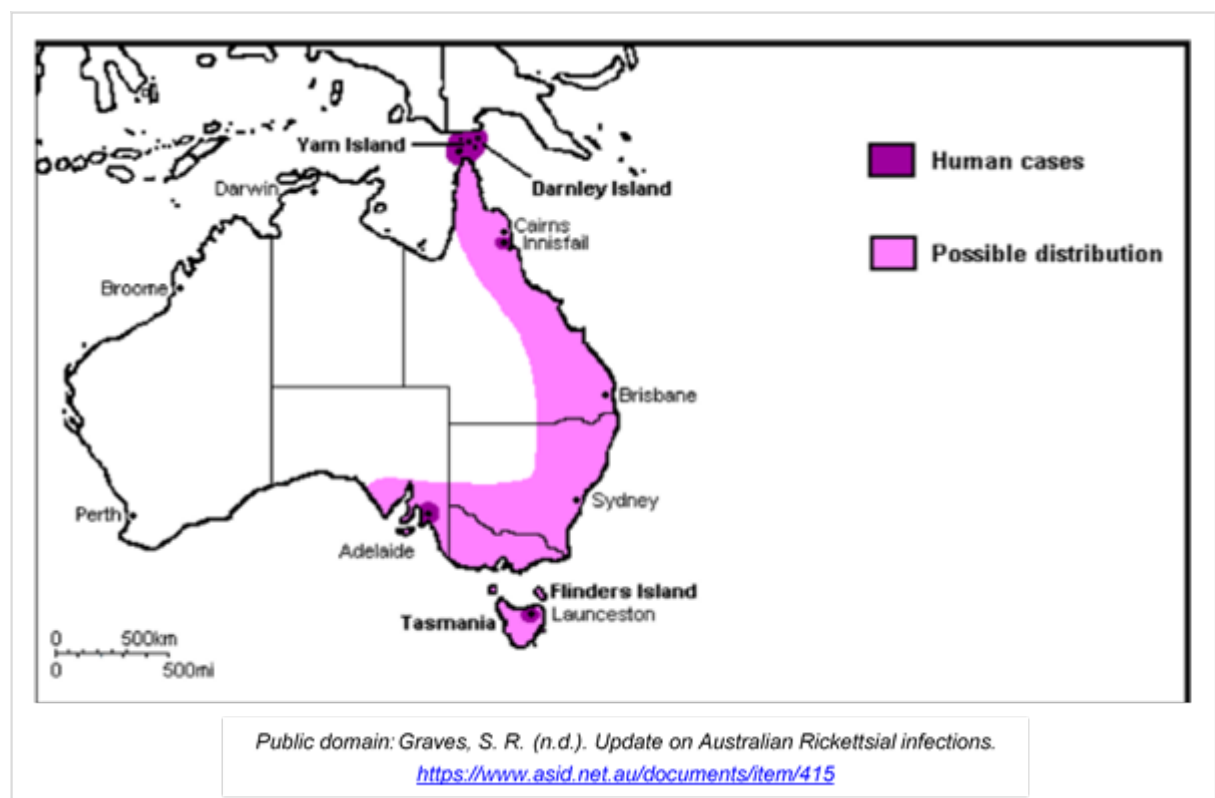 Yarn Island
Darnley Island
Darwin
Cairns
Innisfail
Broome
Brisbane
Sydney
Perth
Adelaide
Flinders Island
Launceston
Tasmania
0 500km
0 500mi
Human cases
Possible distribution
Public domain: Graves, S. R. (n.d.). Update on Australian Rickettsial infections.
https://www.asid.net.au/documents/item/415